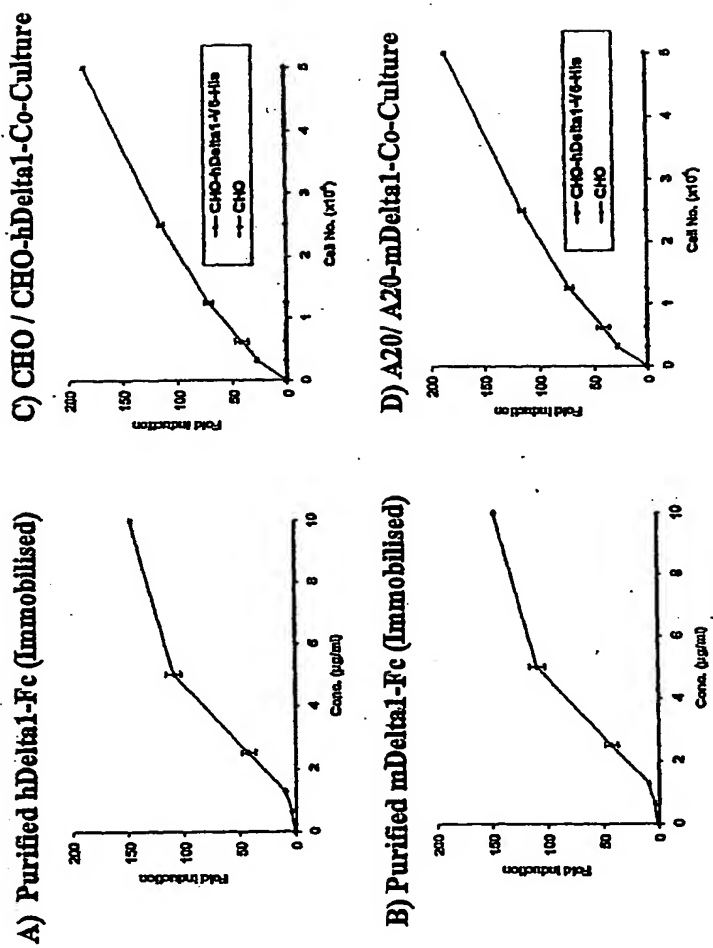 A) Purified hDelta1-Fc (Immobilised)
200
150
100
50
0
Fold Induction
0 2 4 6 8 10
Conc. (µg/ml)
B) Purified mDelta1-Fc (Immobilised)
200
150
100
50
0
Fold Induction
0 2 4 6 8 10
Conc. (µg/ml)
C) CHO / CHO-hDelta1-Co-Culture
200
150
100
50
0
Fold Induction
CHO-hDelta1-V5-His
CHO
0 1 2 3 4 5
Cell No.
D) A20/ A20-mDelta1-Co-Culture
200
150
100
50
0
Fold Induction
CHO-hDelta1-V5-His
CHO
0 1 2 3 4 5
Cell No.